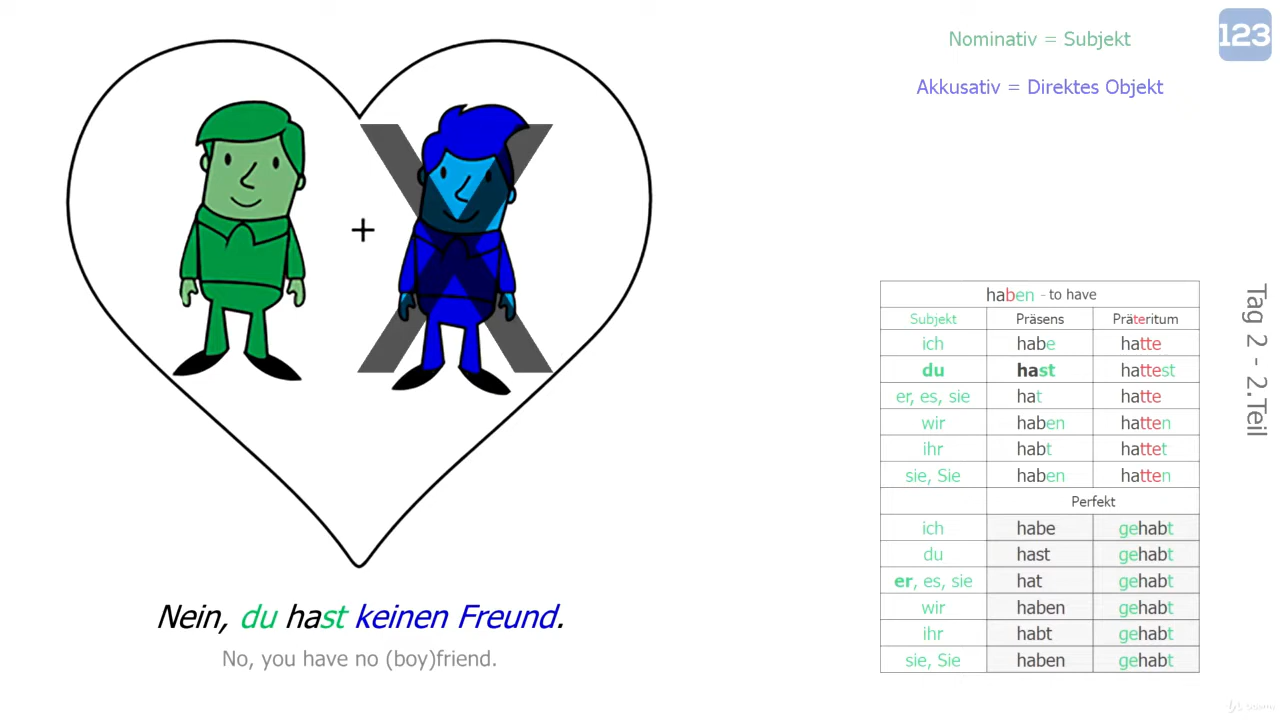 Nominativ = Subjekt
123
Akkusativ = Direktes Objekt
+
X
haben - to have
Subjekt Präsens Präteritum
ich habe hatte
du hast hattest
er, es, sie hat hatte
wir haben hatten
ihr habt hattet
sie, Sie haben hatten
Perfekt
ich habe gehabt
du hast gehabt
er, es, sie hat gehabt
wir haben gehabt
ihr habt gehabt
sie, Sie haben gehabt
Tag 2 - 2.Teil
Nein, du hast keinen Freund.
No, you have no (boy)friend.